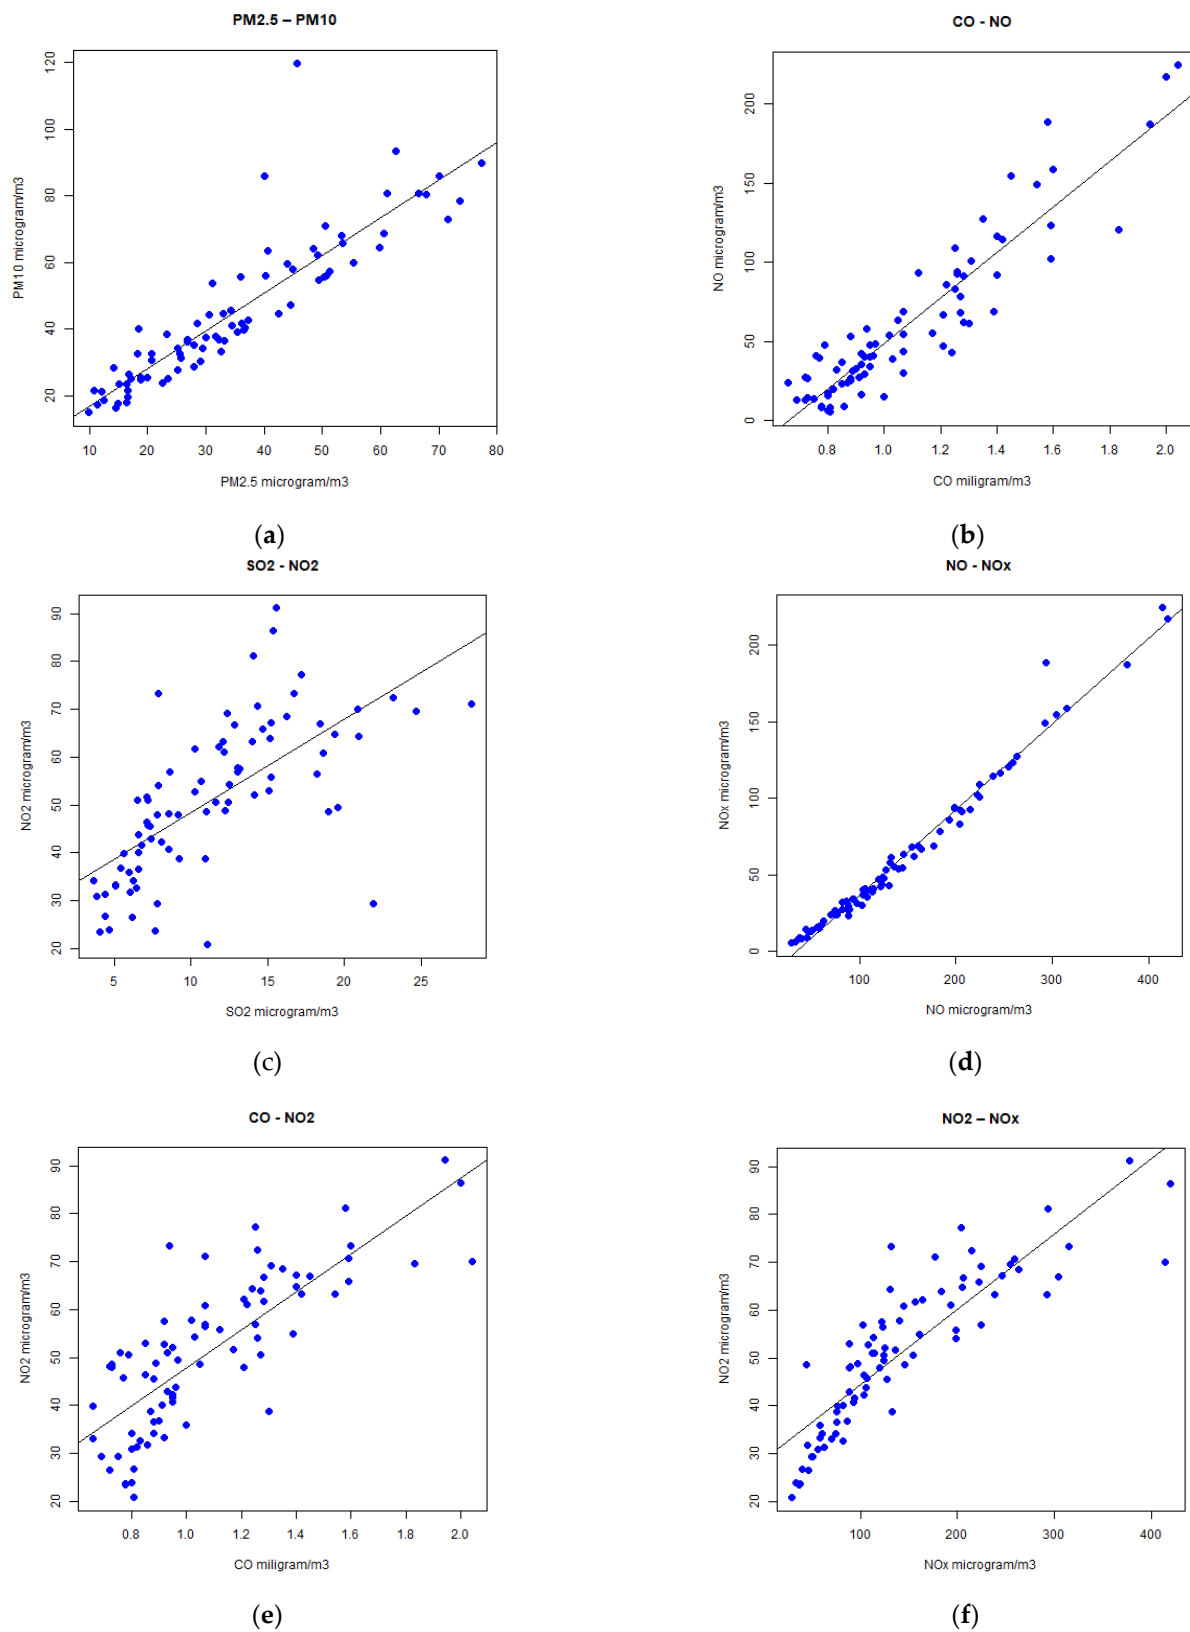 PM2.5 – PM10
120
100
80
60
40
20
PM10 microgram/m3
10 20 30 40 50 60 70 80
PM2.5 microgram/m3
(a)
CO - NO
200
150
100
50
0
NO microgram/m3
0.8 1.0 1.2 1.4 1.6 1.8 2.0
CO miligram/m3
(b)
SO2 - NO2
90
80
70
60
50
40
30
20
NO2 microgram/m3
5 10 15 20 25
SO2 microgram/m3
(c)
NO - NOx
200
150
100
50
0
NOx microgram/m3
100 200 300 400
NO microgram/m3
(d)
CO - NO2
90
80
70
60
50
40
30
20
NO2 microgram/m3
0.8 1.0 1.2 1.4 1.6 1.8 2.0
CO miligram/m3
(e)
NO2 – NOx
90
80
70
60
50
40
30
20
NO2 microgram/m3
100 200 300 400
NOx microgram/m3
(f)